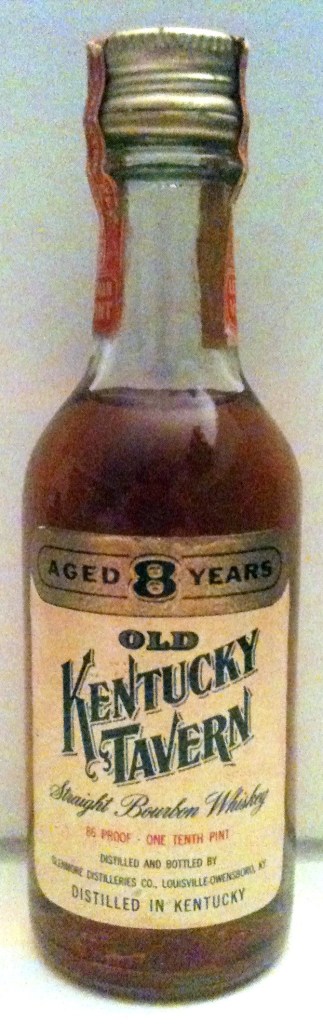 AGED 8 YEARS
OLD
KENTUCKY
TAVERN
Straight Bourbon Whiskey
86 PROOF - ONE TENTH PINT
DISTILLED AND BOTTLED BY
GLENMORE DISTILLERIES CO., LOUISVILLE-OWENSBORO, KY
DISTILLED IN KENTUCKY